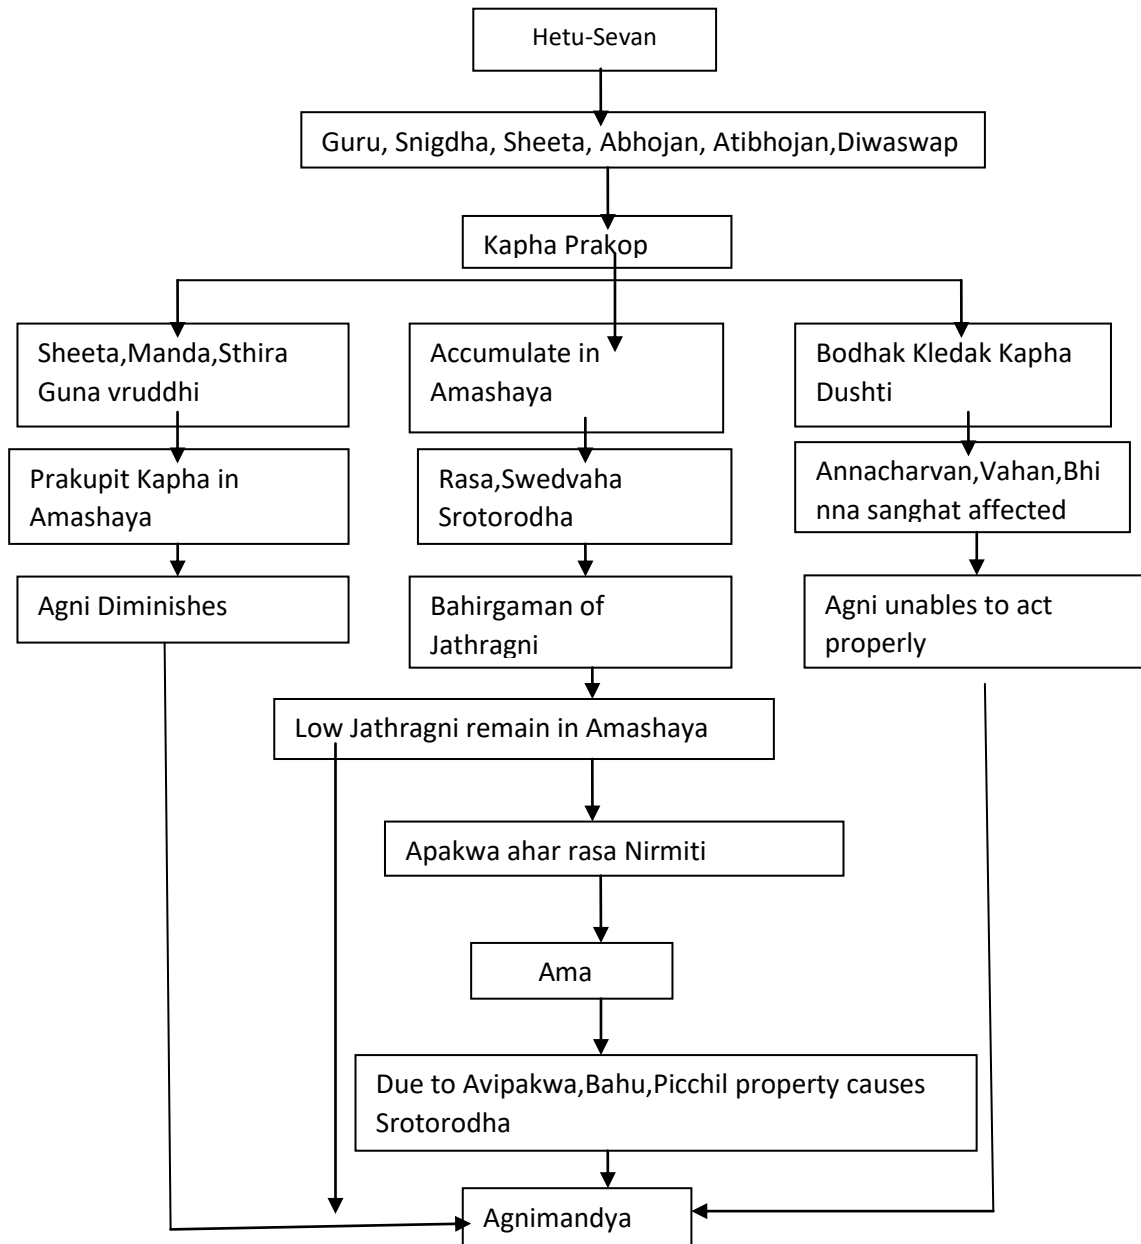 Hetu-Sevan
Guru, Snigdha, Sheeta, Abhojan, Atibhojan,Diwaswap
Kapha Prakop
Sheeta,Manda,Sthira
Guna vruddhi
Accumulate in
Amashaya
Bodhak Kledak Kapha
Dushti
Prakupit Kapha in
Amashaya
Rasa,Swedvaha
Srotorodha
Annacharvan,Vahan,Bhi
nna sanghat affected
Agni Diminishes
Bahirgaman of
Jathragni
Agni unables to act
properly
Low Jathragni remain in Amashaya
Apakwa ahar rasa Nirmiti
Ama
Due to Avipakwa,Bahu,Picchil property causes
Srotorodha
Agnimandya